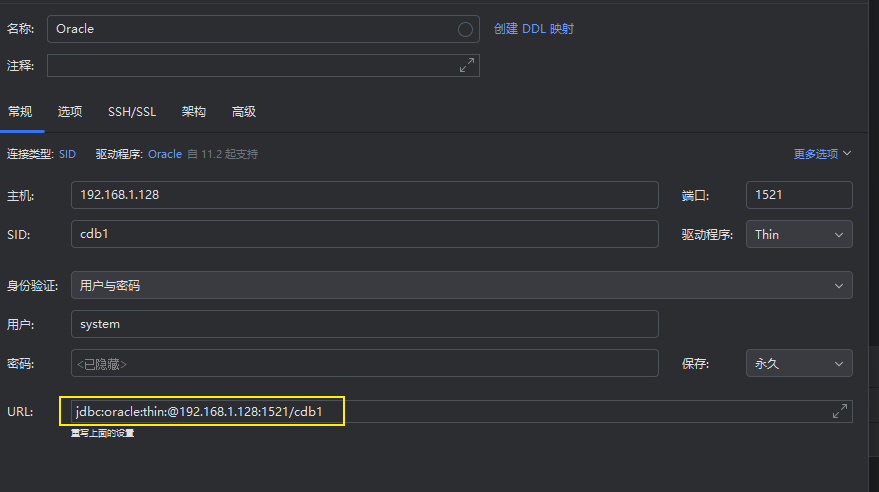 名称: Oracle 创建 DDL 映射
注释:
常规 选项 SSH/SSL 架构 高级
连接类型: SID 驱动程序: Oracle 自 11.2 起支持 更多选项
主机: 192.168.1.128 端口: 1521
SID: cdb1 驱动程序: Thin
身份验证: 用户与密码
用户: system
密码: <已隐藏> 保存: 永久
URL: jdbc:oracle:thin:@192.168.1.128:1521/cdb1
重写上面的设置